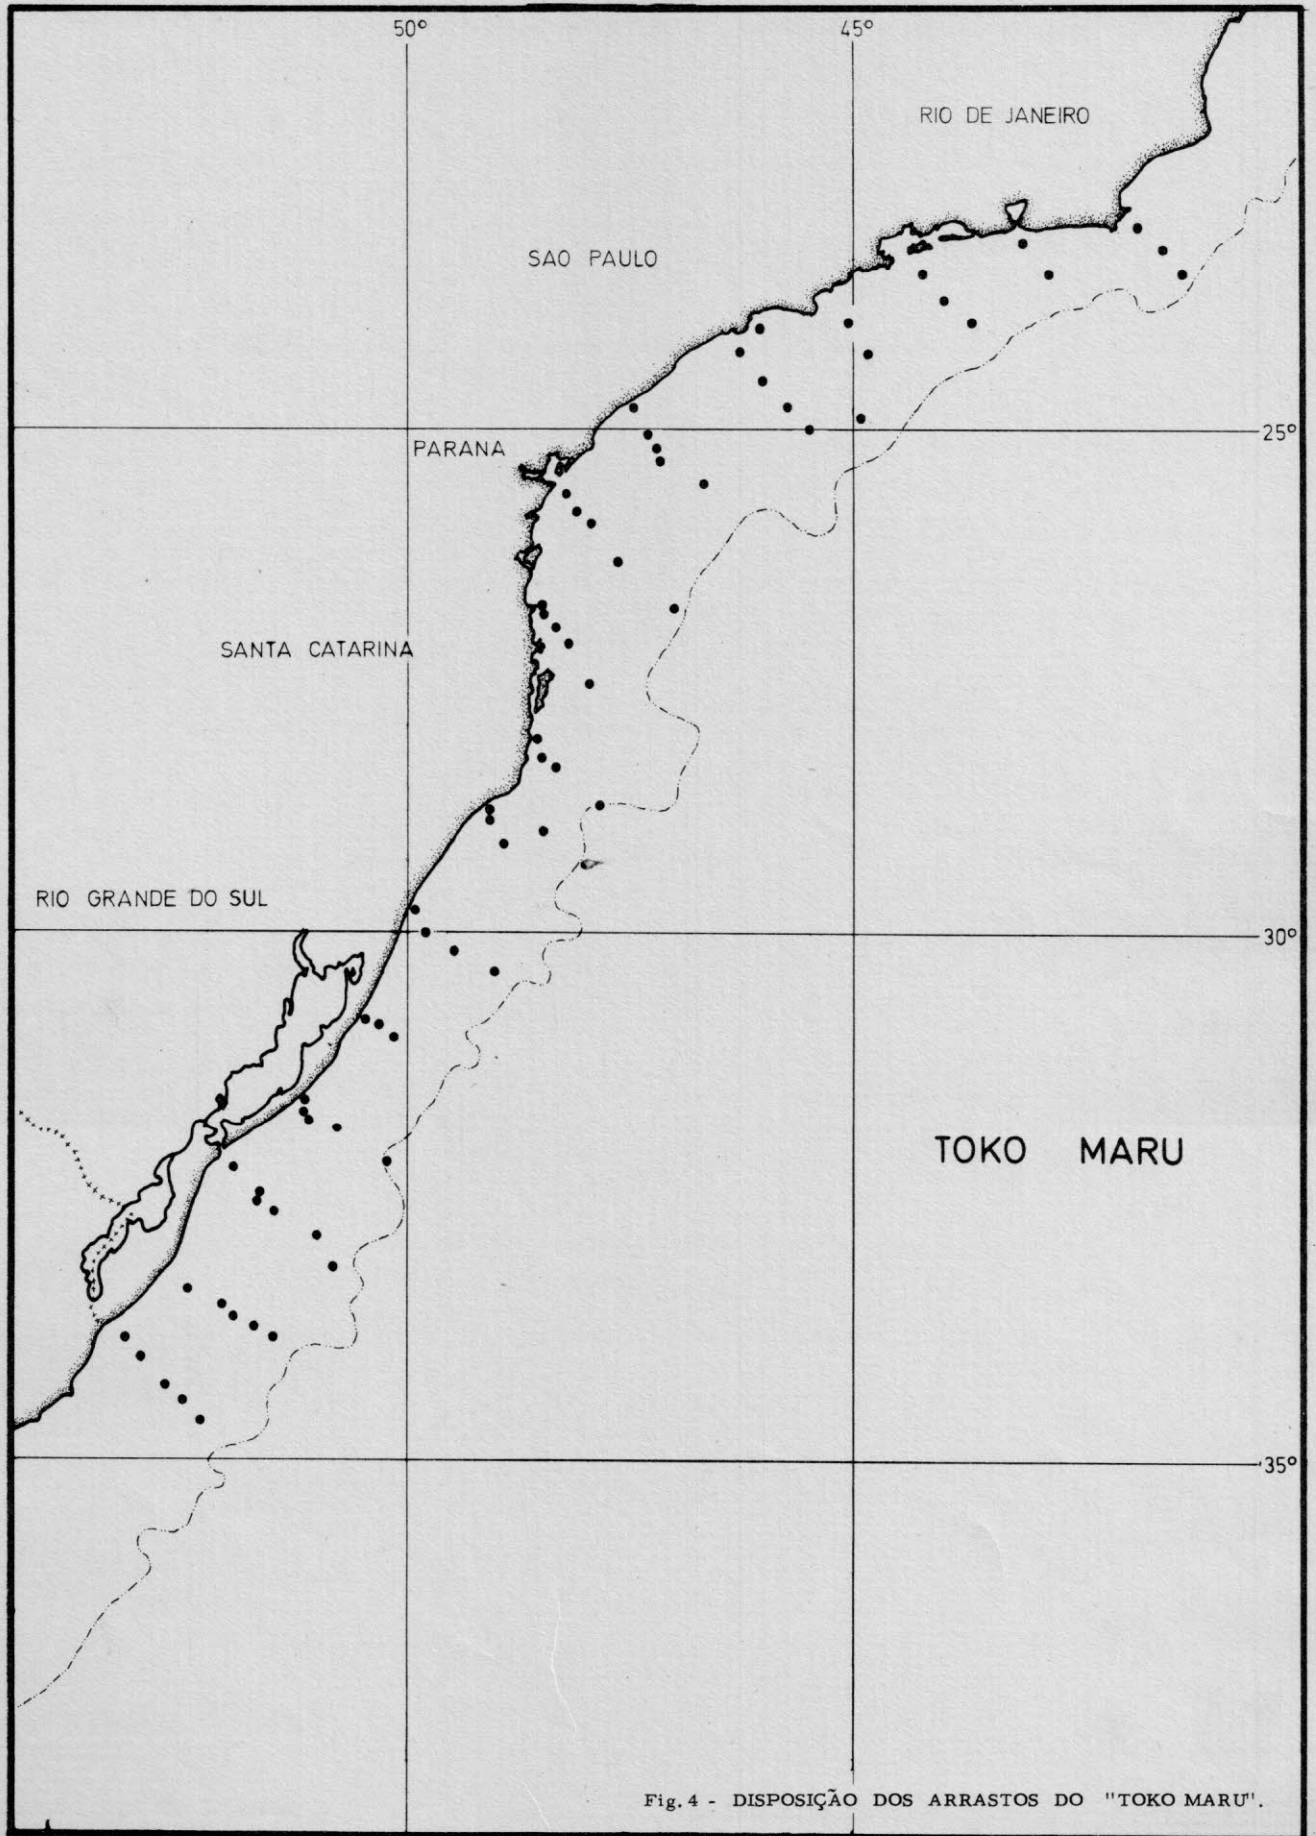 50° 45°
RIO DE JANEIRO
SAO PAULO
25°
PARANA
SANTA CATARINA
RIO GRANDE DO SUL
30°
TOKO MARU
35°
Fig. 4 - DISPOSIÇÃO DOS ARRASTOS DO "TOKO MARU".